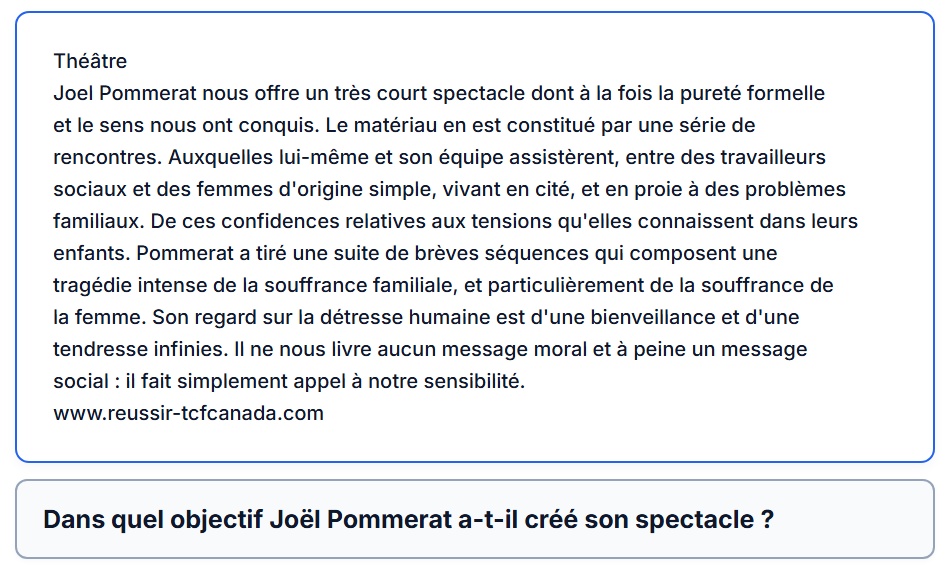 Théâtre
Joel Pommerat nous offre un très court spectacle dont à la fois la pureté formelle
et le sens nous ont conquis. Le matériau en est constitué par une série de
rencontres. Auxquelles lui-même et son équipe assistèrent, entre des travailleurs
sociaux et des femmes d'origine simple, vivant en cité, et en proie à des problèmes
familiaux. De ces confidences relatives aux tensions qu'elles connaissent dans leurs
enfants. Pommerat a tiré une suite de brèves séquences qui composent une
tragédie intense de la souffrance familiale, et particulièrement de la souffrance de
la femme. Son regard sur la détresse humaine est d'une bienveillance et d'une
tendresse infinies. Il ne nous livre aucun message moral et à peine un message
social : il fait simplement appel à notre sensibilité.
www.reussir-tcfcanada.com
Dans quel objectif Joël Pommerat a-t-il créé son spectacle ?